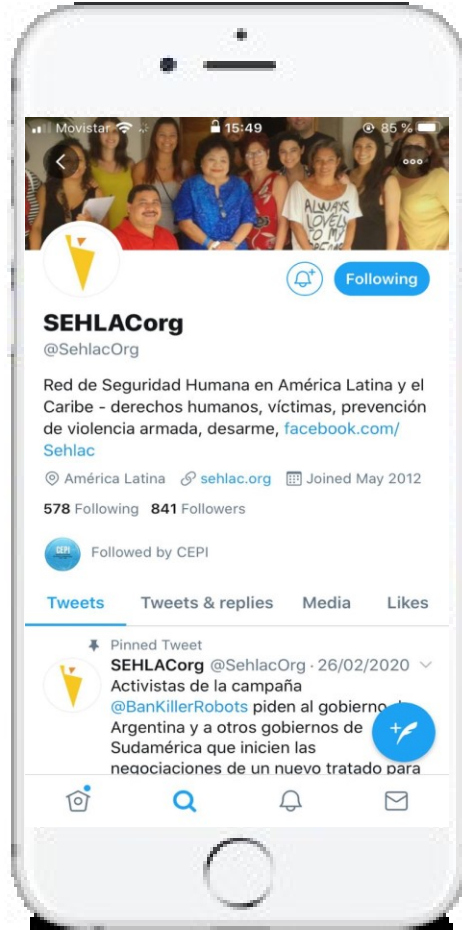 Movistar 15:49 85 %
ALWAYS
LOVELY
TO MY
Following
SEHLACorg
@SehlacOrg
Red de Seguridad Humana en América Latina y el
Caribe - derechos humanos, víctimas, prevención
de violencia armada, desarme, facebook.com/
Sehlac
América Latina sehlac.org Joined May 2012
578 Following 841 Followers
CEPI
Followed by CEPI
Tweets Tweets & replies Media Likes
Pinned Tweet
SEHLACorg @SehlacOrg · 26/02/2020
Activistas de la campaña
@BanKillerRobots piden al gobierno
Argentina y a otros gobiernos de
Sudamérica que inicien las
negociaciones de un nuevo tratado para